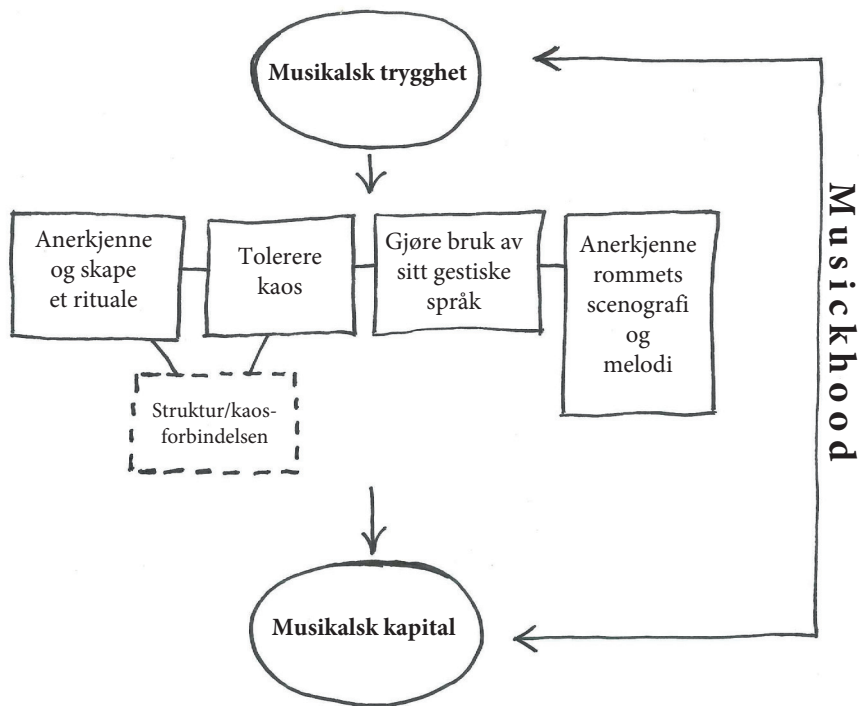 Musikalsk trygghet
Anerkjenne
og skape
et rituale
Tolerere
kaos
Gjøre bruk av
sitt gestiske
språk
Anerkjenne
rommets
scenografi
og
melodi
Struktur/kaos-
forbindelsen
Musikalsk kapital
Musickhood